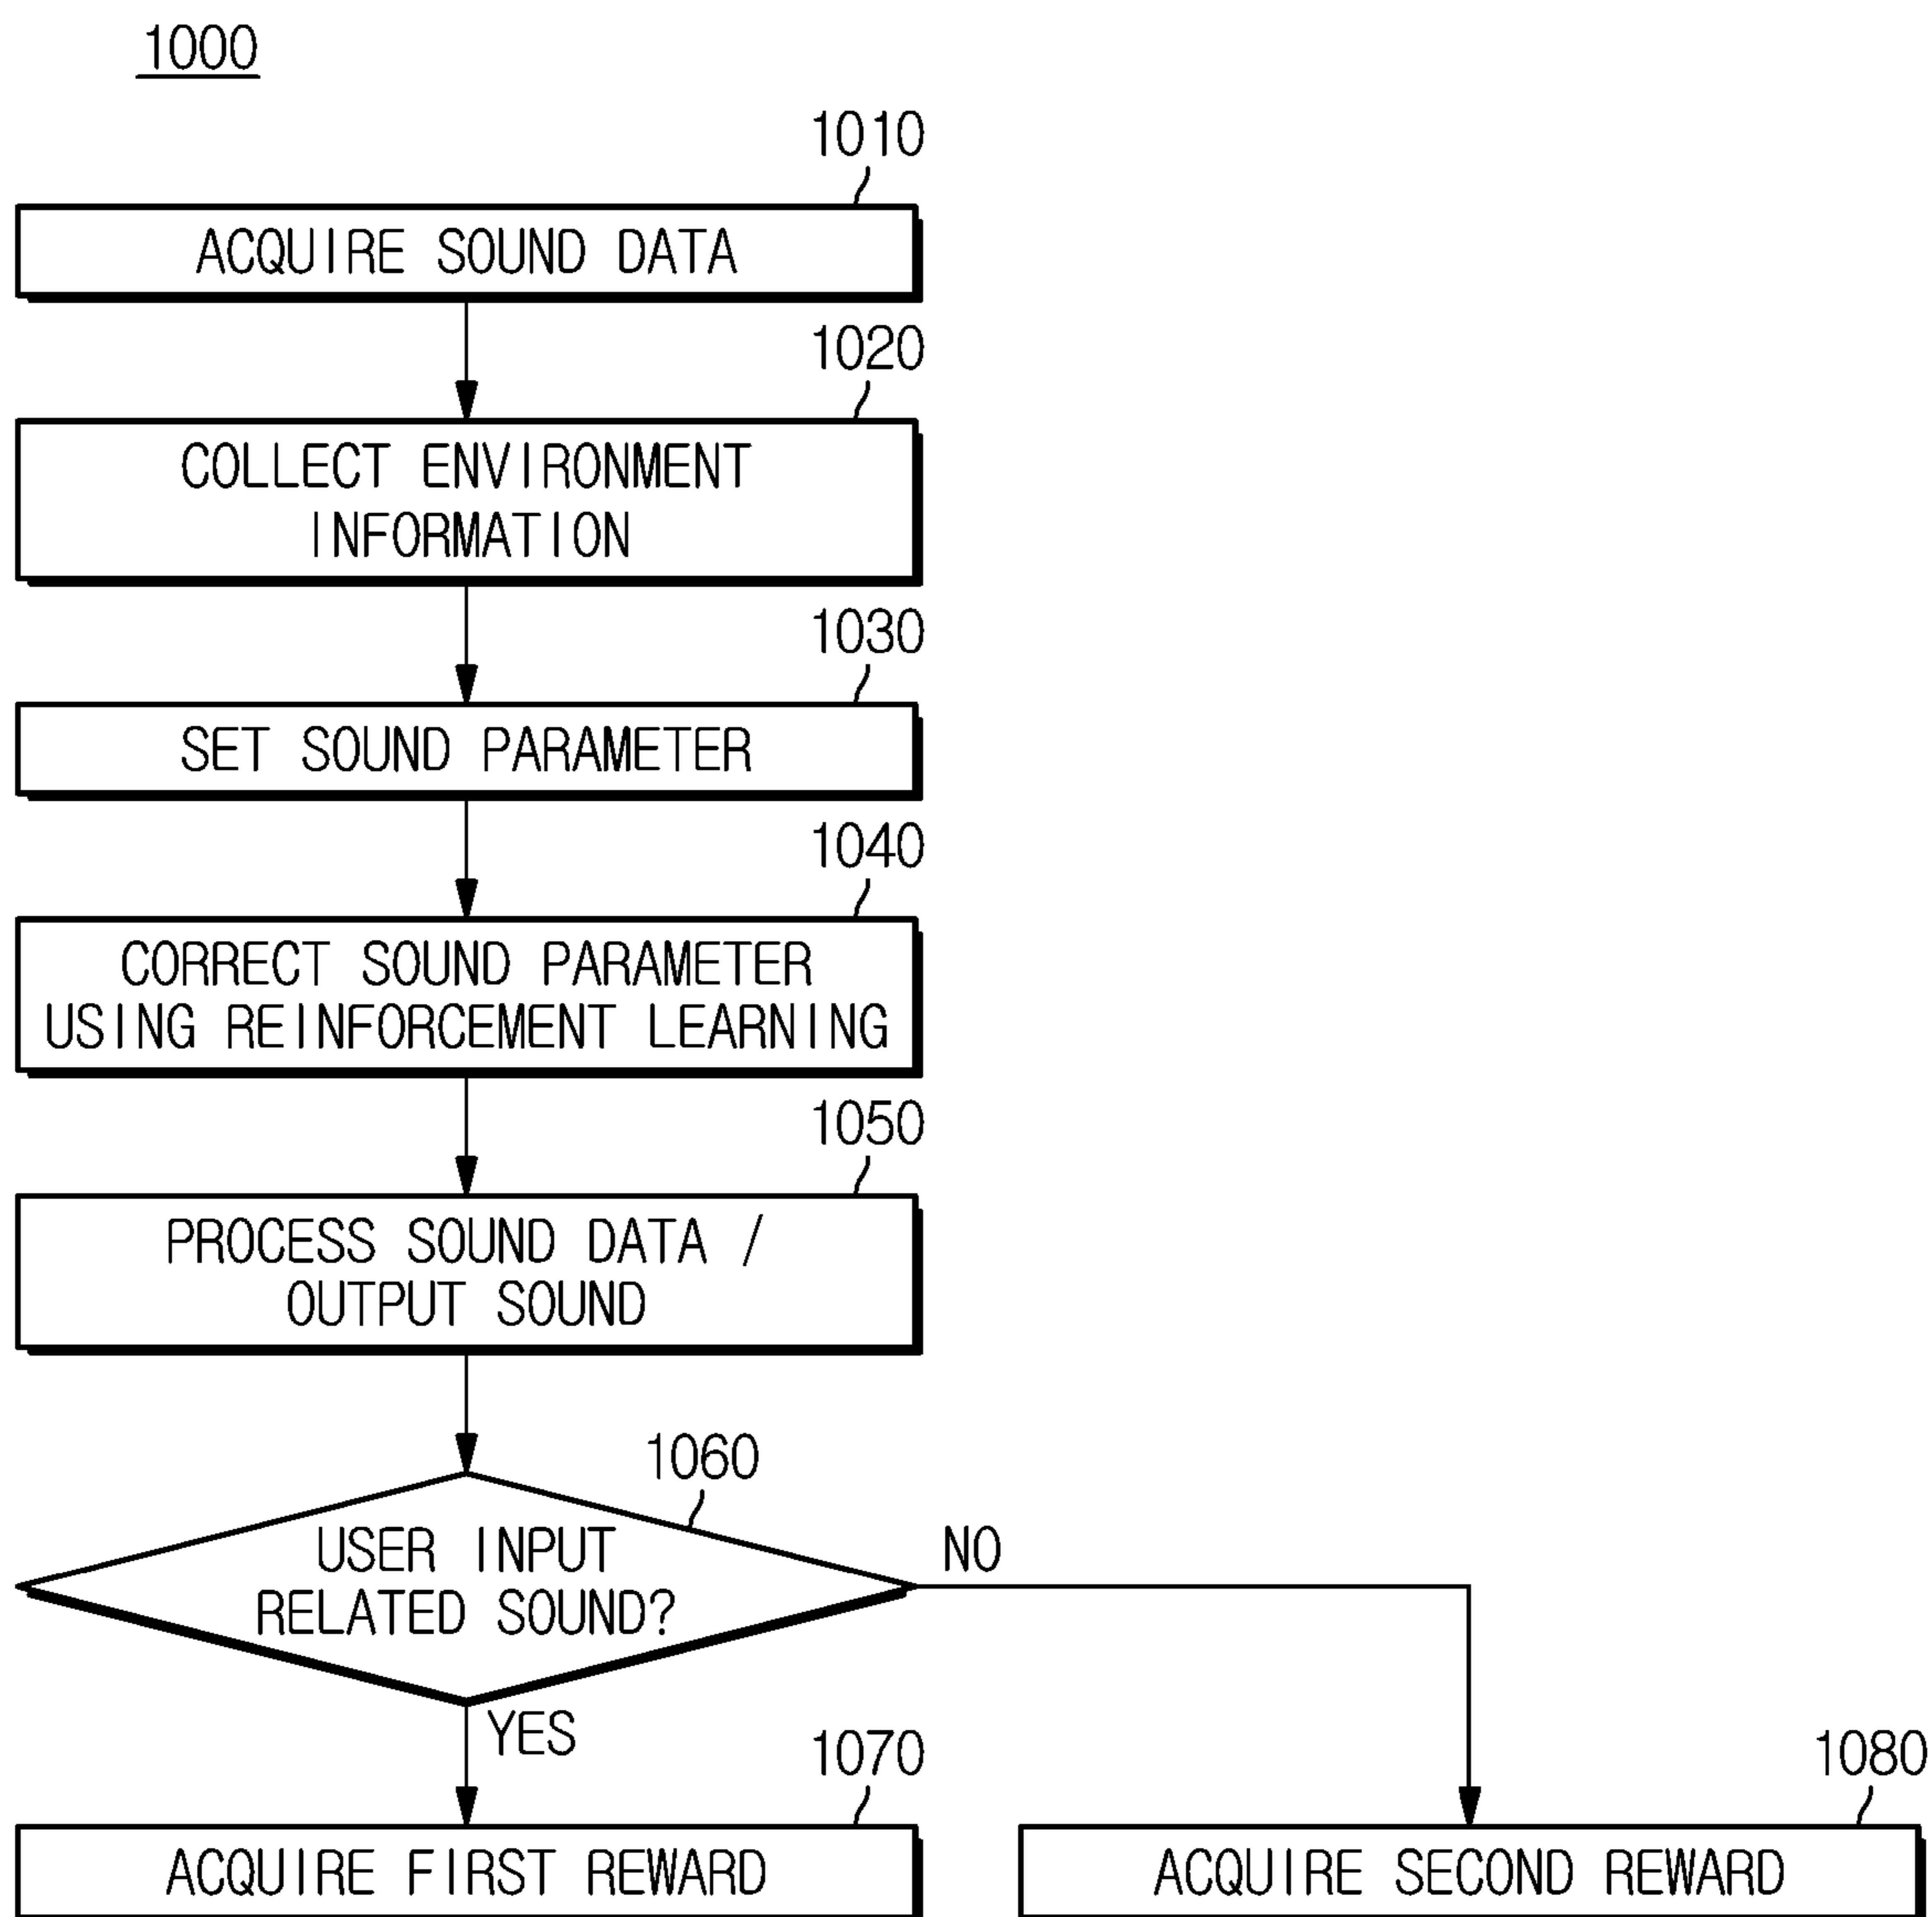 1000
1010
ACQUIRE SOUND DATA
1020
COLLECT ENVIRONMENT
INFORMATION
1030
SET SOUND PARAMETER
1040
CORRECT SOUND PARAMETER
USING REINFORCEMENT LEARNING
1050
PROCESS SOUND DATA /
OUTPUT SOUND
1060
USER INPUT
RELATED SOUND?
NO
YES
1070
ACQUIRE FIRST REWARD
1080
ACQUIRE SECOND REWARD